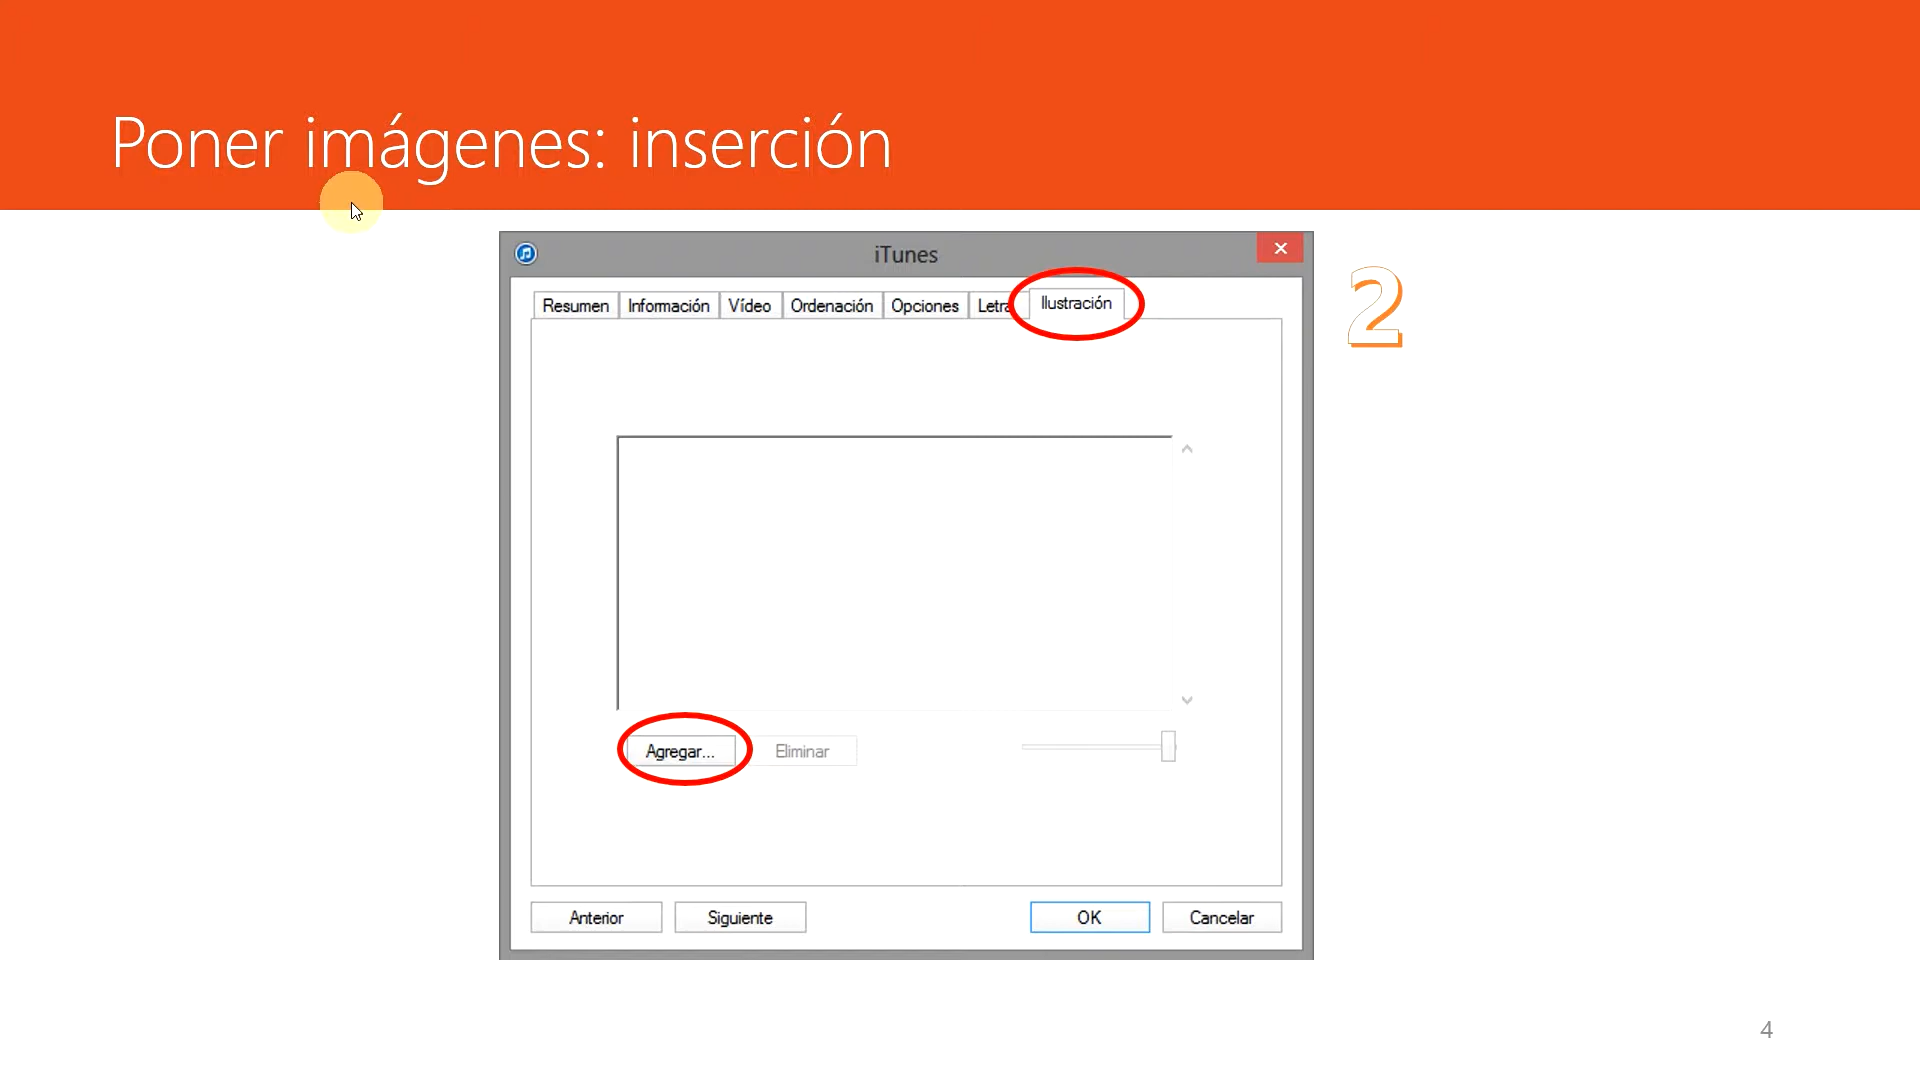 Poner imágenes: inserción
iTunes
Resumen Información Vídeo Ordenación Opciones Letra Ilustración
2
Agregar... Eliminar
Anterior Siguiente OK Cancelar
4